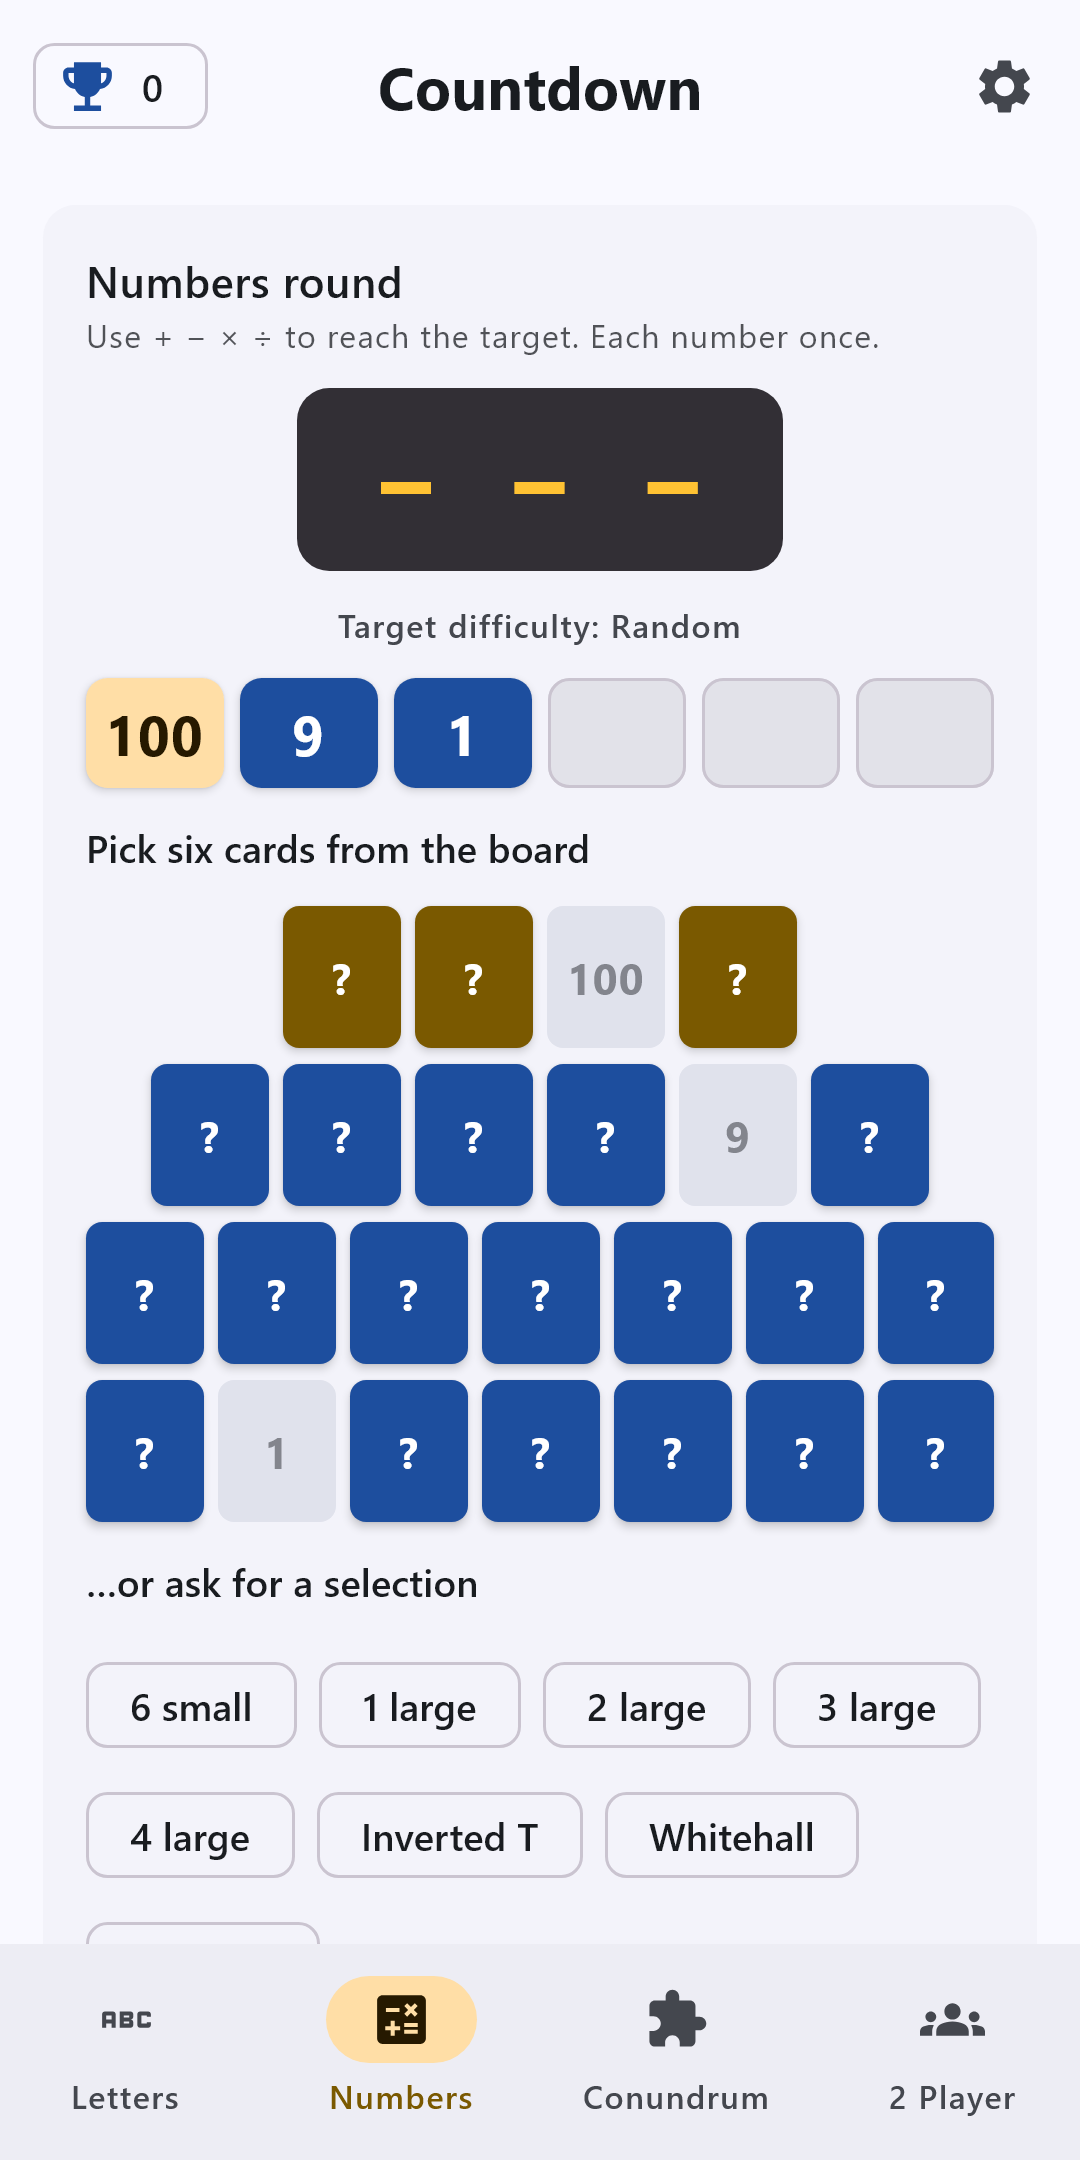 0
Countdown
Numbers round
Use + − × ÷ to reach the target. Each number once.
_ _ _
Target difficulty: Random
100 9 1
Pick six cards from the board
? ? 100 ?
? ? ? ? 9 ?
? ? ? ? ? ? ?
? 1 ? ? ? ? ?
…or ask for a selection
6 small 1 large 2 large 3 large
4 large Inverted T Whitehall
ABC
Letters Numbers Conundrum 2 Player